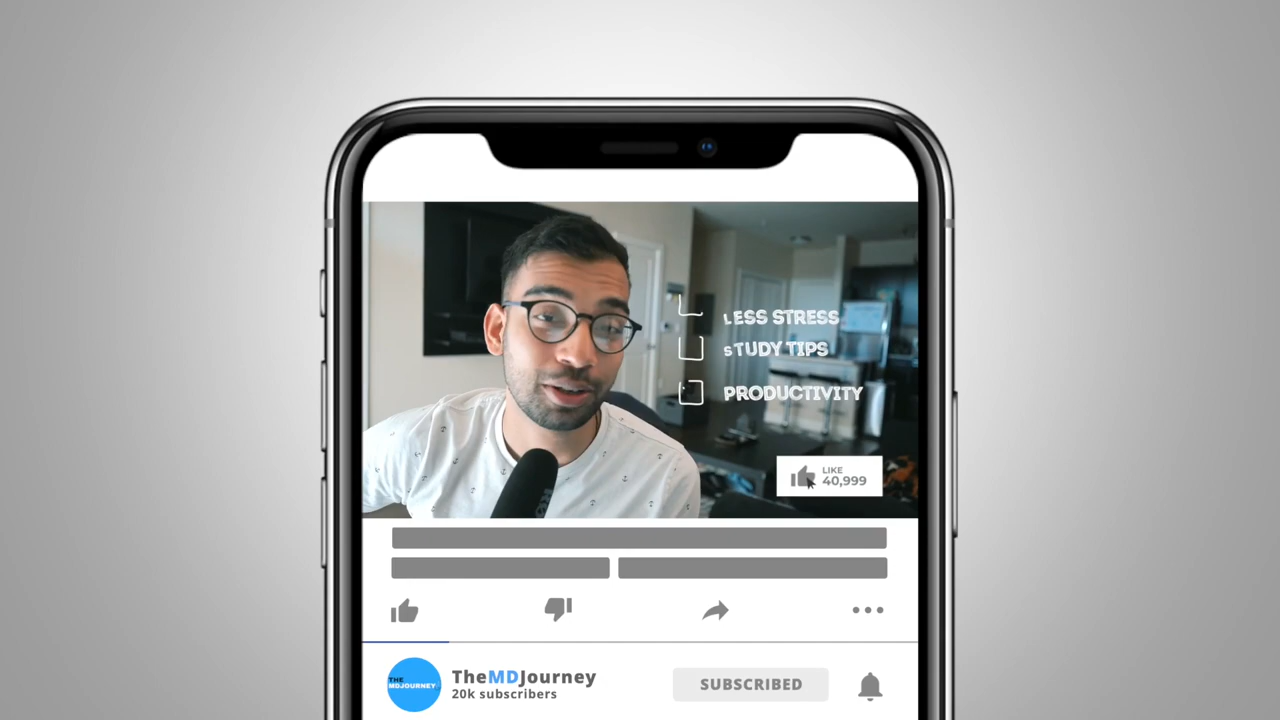 LESS STRESS
STUDY TIPS
PRODUCTIVITY
LIKE
40,999
THE
MDJOURNEY
TheMDJourney
20k subscribers
SUBSCRIBED